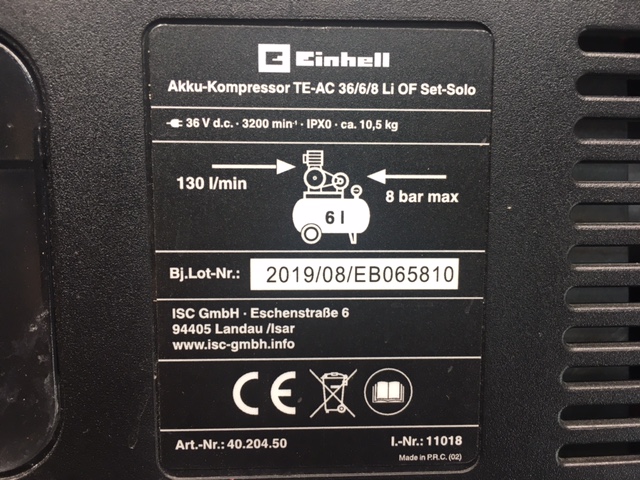 Einhell
Akku-Kompressor TE-AC 36/6/8 Li OF Set-Solo
36 V d.c. · 3200 min⁻¹ · IPX0 · ca. 10,5 kg
130 l/min
8 bar max
6 l
Bj.Lot-Nr.: 2019/08/EB065810
ISC GmbH · Eschenstraße 6
94405 Landau /Isar
www.isc-gmbh.info
CE
Art.-Nr.: 40.204.50 I.-Nr.: 11018
Made in P.R.C. (02)